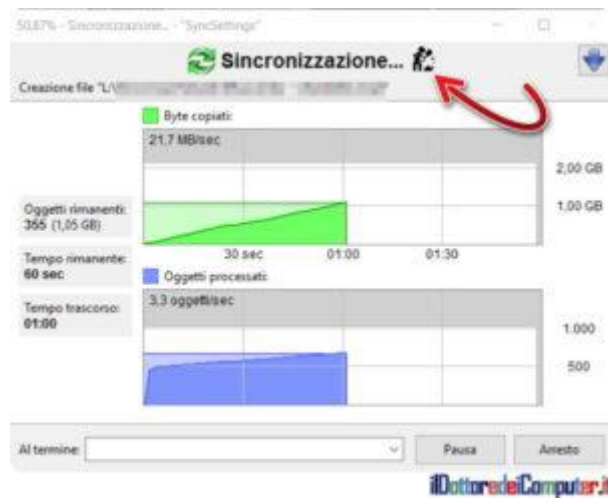 50,87% - Sincronizzazione... - "SyncSettings"
Sincronizzazione...
Creazione file "L:\
Byte copiati:
21,7 MB/sec
2,00 GB
1,00 GB
Oggetti rimanenti:
355 (1,05 GB)
30 sec 01:00 01:30
Tempo rimanente:
60 sec
Oggetti processati:
3,3 oggetti/sec
Tempo trascorso:
01:00
1.000
500
Al termine:
Pausa Arresto
ilDottoredeiComputer.it